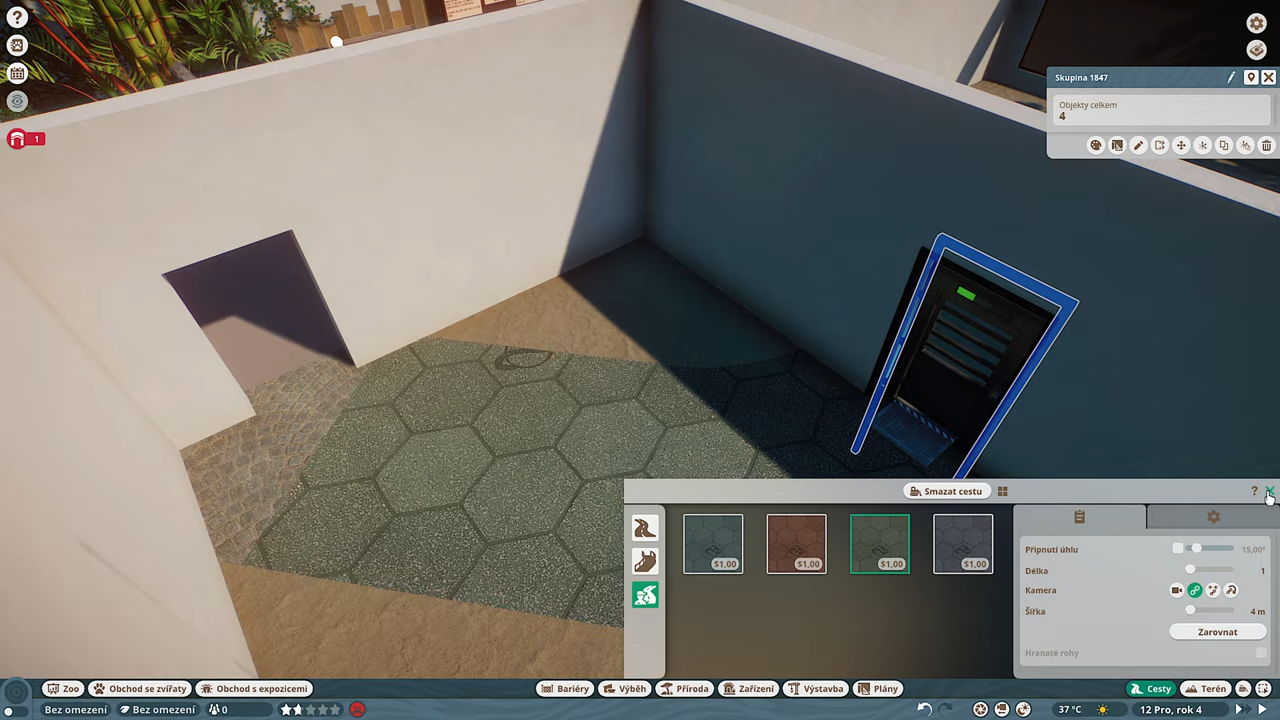 ?
1
Skupina 1847
Objekty celkem
4
Smazat cestu
?
$1,00
$1,00
$1,00
$1,00
Připnutí úhlu
15,00°
Délka
1
Kamera
Šířka
4 m
Zarovnat
Hranaté rohy
Zoo
Obchod se zvířaty
Obchod s expozicemi
Bariéry
Výběh
Příroda
Zařízení
Výstavba
Plány
Cesty
Terén
Bez omezení
Bez omezení
0
37 °C
12 Pro, rok 4